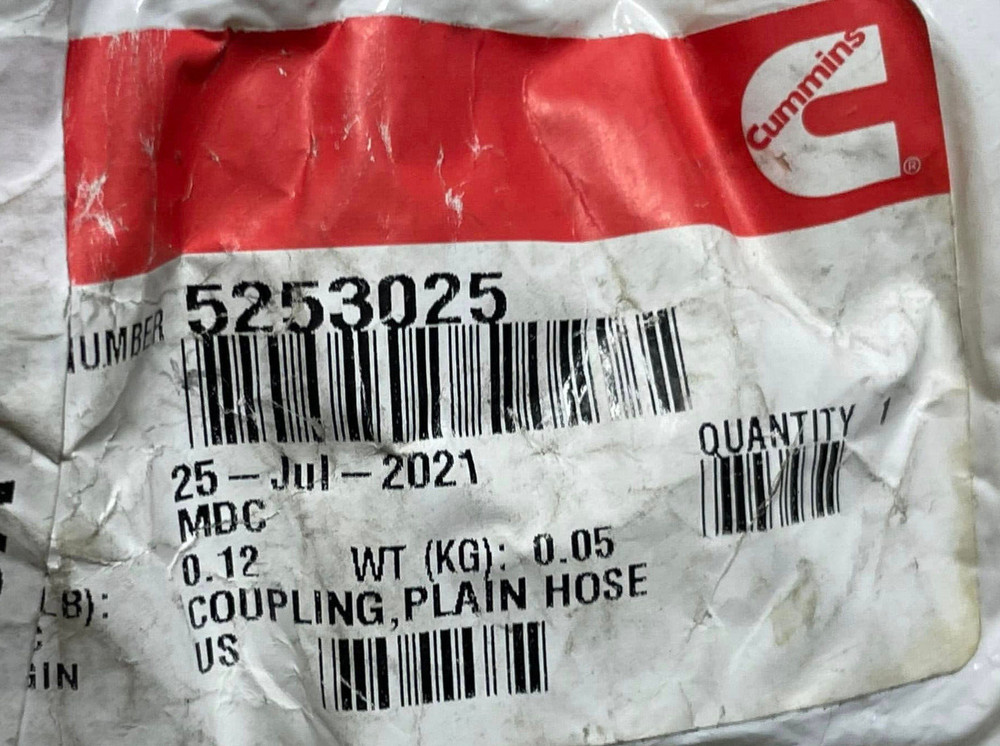 Cummins
®
UMBER 5253025
QUANTITY 1
25-Jul-2021
MDC
LB): 0.12 WT (KG): 0.05
COUPLING,PLAIN HOSE
GIN US